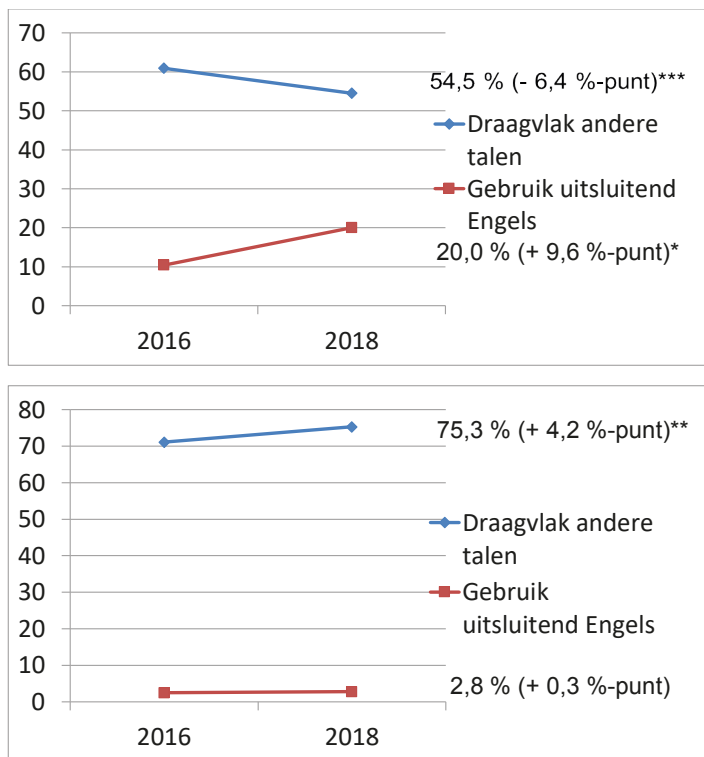 70
60
50
40
30
20
10
0
2016 2018
54,5 % (- 6,4 %-punt)***
Draagvlak andere
talen
Gebruik uitsluitend
Engels
20,0 % (+ 9,6 %-punt)*
80
70
60
50
40
30
20
10
0
2016 2018
75,3 % (+ 4,2 %-punt)**
Draagvlak andere
talen
Gebruik
uitsluitend Engels
2,8 % (+ 0,3 %-punt)